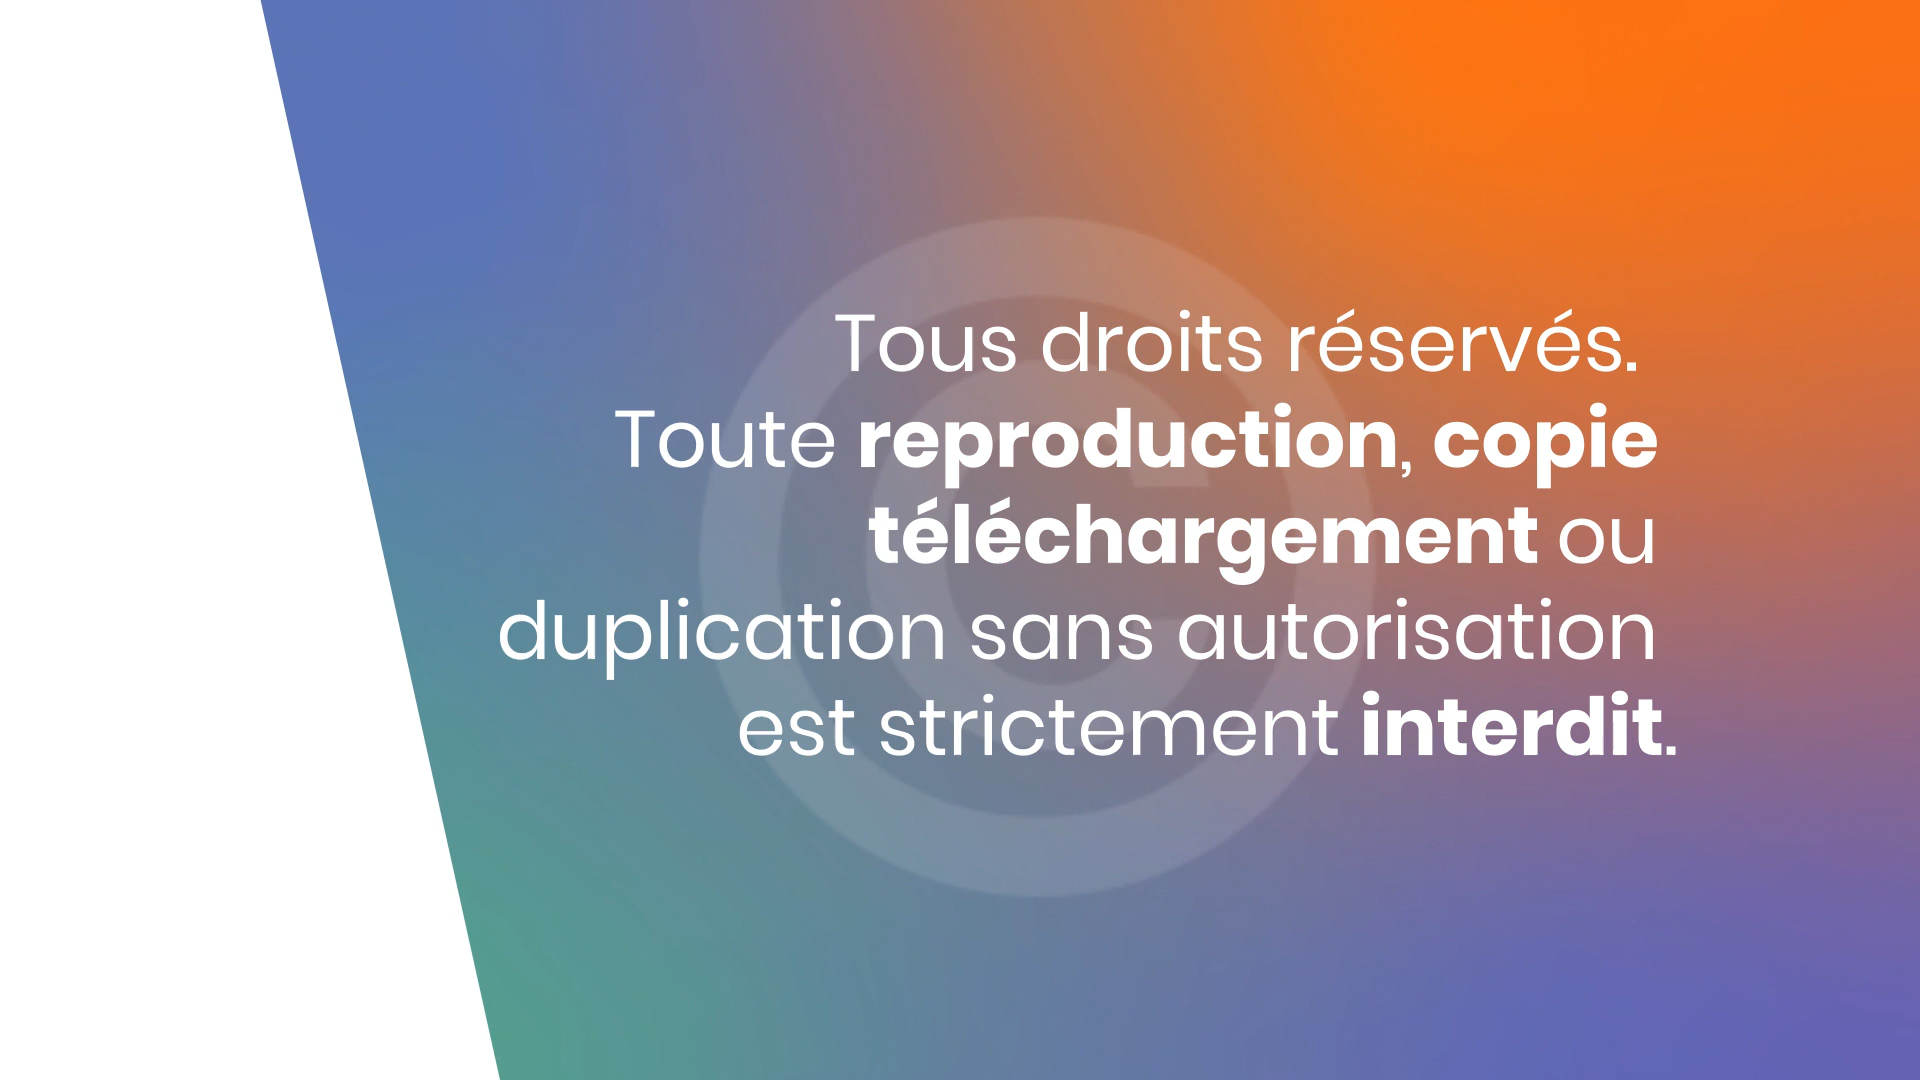 Tous droits réservés.
Toute reproduction, copie
téléchargement ou
duplication sans autorisation
est strictement interdit.